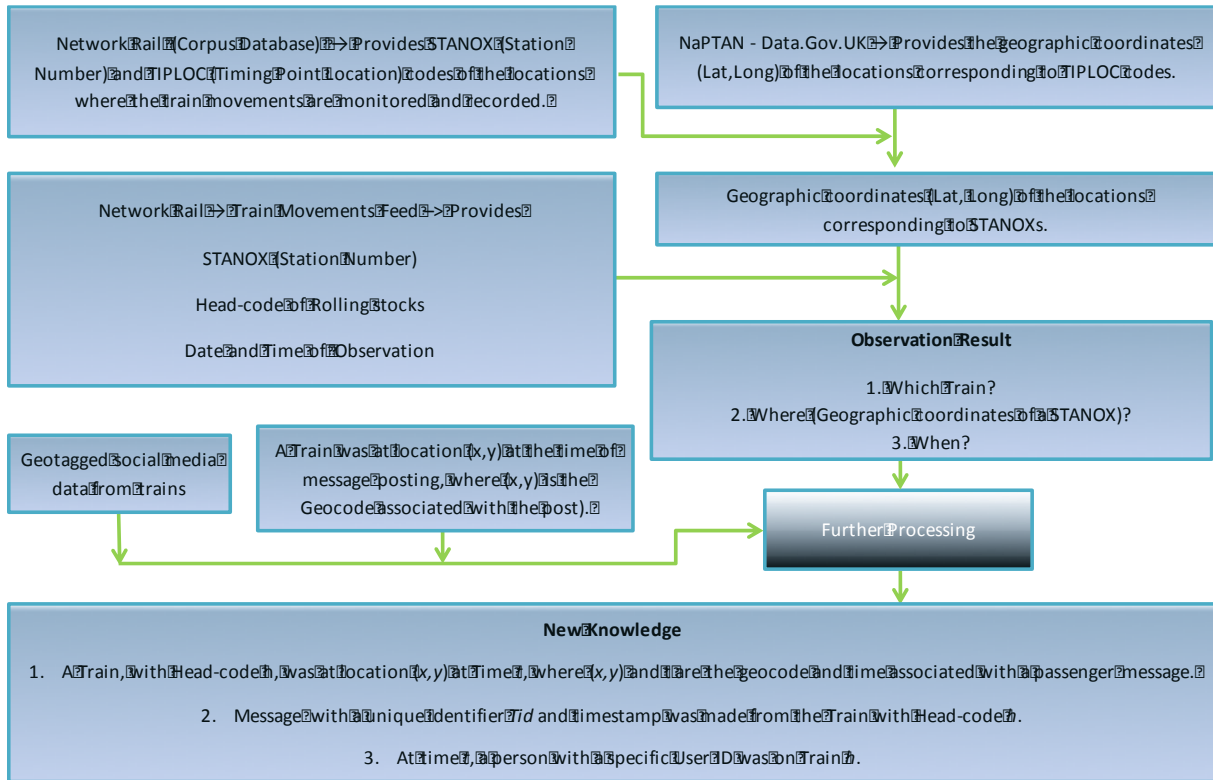 Network Rail (Corpus Database) → Provides STANOX (Station
Number) and TIPLOC (Timing Point Location) codes of the locations
where the train movements are monitored and recorded.
NaPTAN - Data.Gov.UK → Provides the geographic coordinates
(Lat,Long) of the locations corresponding to TIPLOC codes.
Network Rail → Train Movements Feed –> Provides
STANOX (Station Number)
Head-code of Rolling stocks
Date and Time of Observation
Geographic coordinates (Lat, Long) of the locations
corresponding to STANOXs.
Observation Result
1. Which Train?
2. Where (Geographic coordinates of a STANOX)?
3. When?
Geotagged social media
data from trains
A Train was at location (x,y) at the time of
message posting, where (x,y) is the
Geocode associated with the post).
Further Processing
New Knowledge
1. A Train, with Head-code h, was at location (x,y) at Time t, where (x,y) and t are the geocode and time associated with a passenger message.
2. Message with a unique identifier Tid and timestamp was made from the Train with Head-code h.
3. At time t, a person with a specific User ID was on Train h.